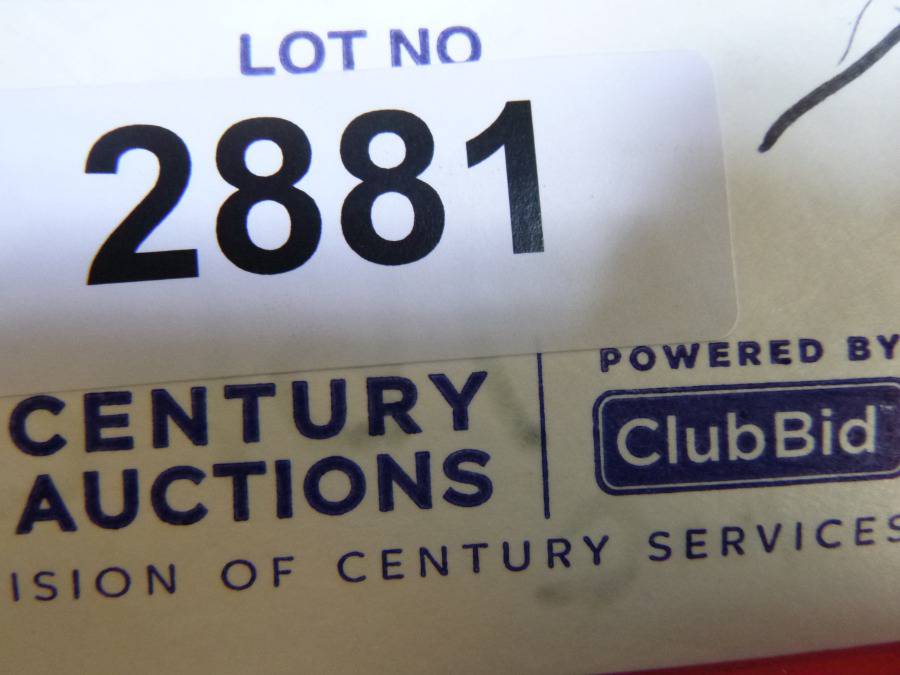 LOT NO
2881
POWERED BY
ClubBid
CENTURY
AUCTIONS
ISION OF CENTURY SERVICES